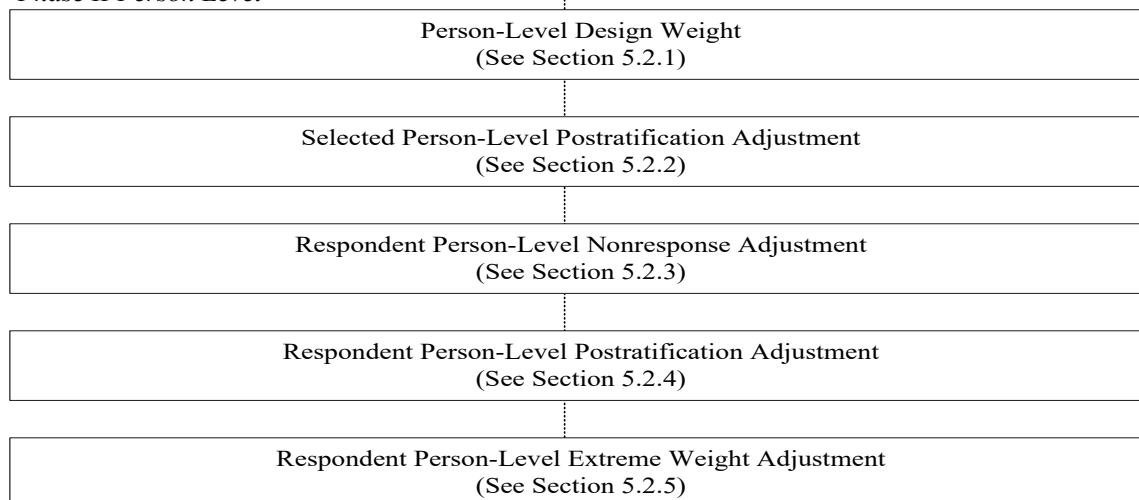 Phase II Person Level
Person-Level Design Weight
(See Section 5.2.1)
Selected Person-Level Postratification Adjustment
(See Section 5.2.2)
Respondent Person-Level Nonresponse Adjustment
(See Section 5.2.3)
Respondent Person-Level Postratification Adjustment
(See Section 5.2.4)
Respondent Person-Level Extreme Weight Adjustment
(See Section 5.2.5)